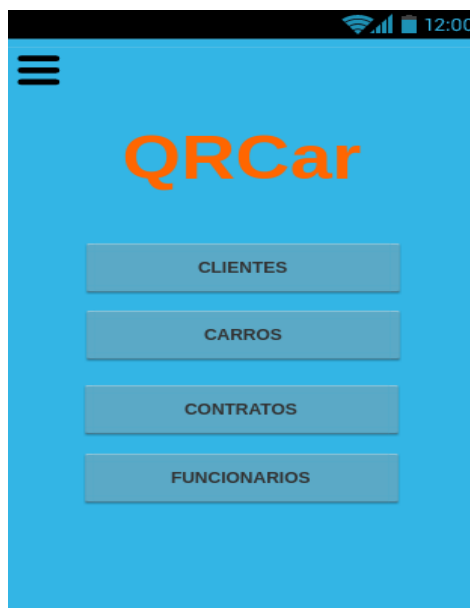 12:00
QRCar
CLIENTES
CARROS
CONTRATOS
FUNCIONARIOS